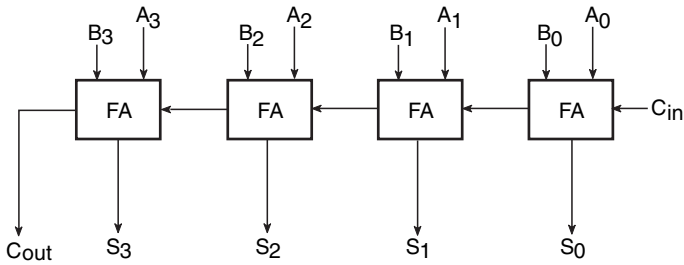 B3 A3 B2 A2 B1 A1 B0 A0
FA FA FA FA Cin
Cout S3 S2 S1 S0